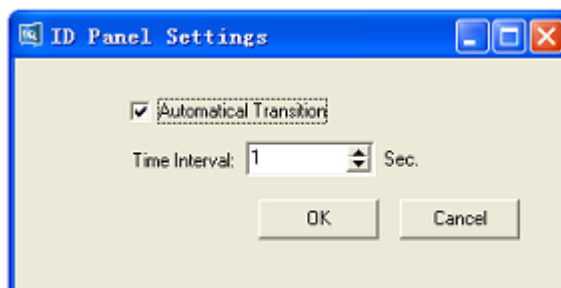 ID Panel Settings
Automatical Transition
Time Interval: 1 Sec.
OK Cancel